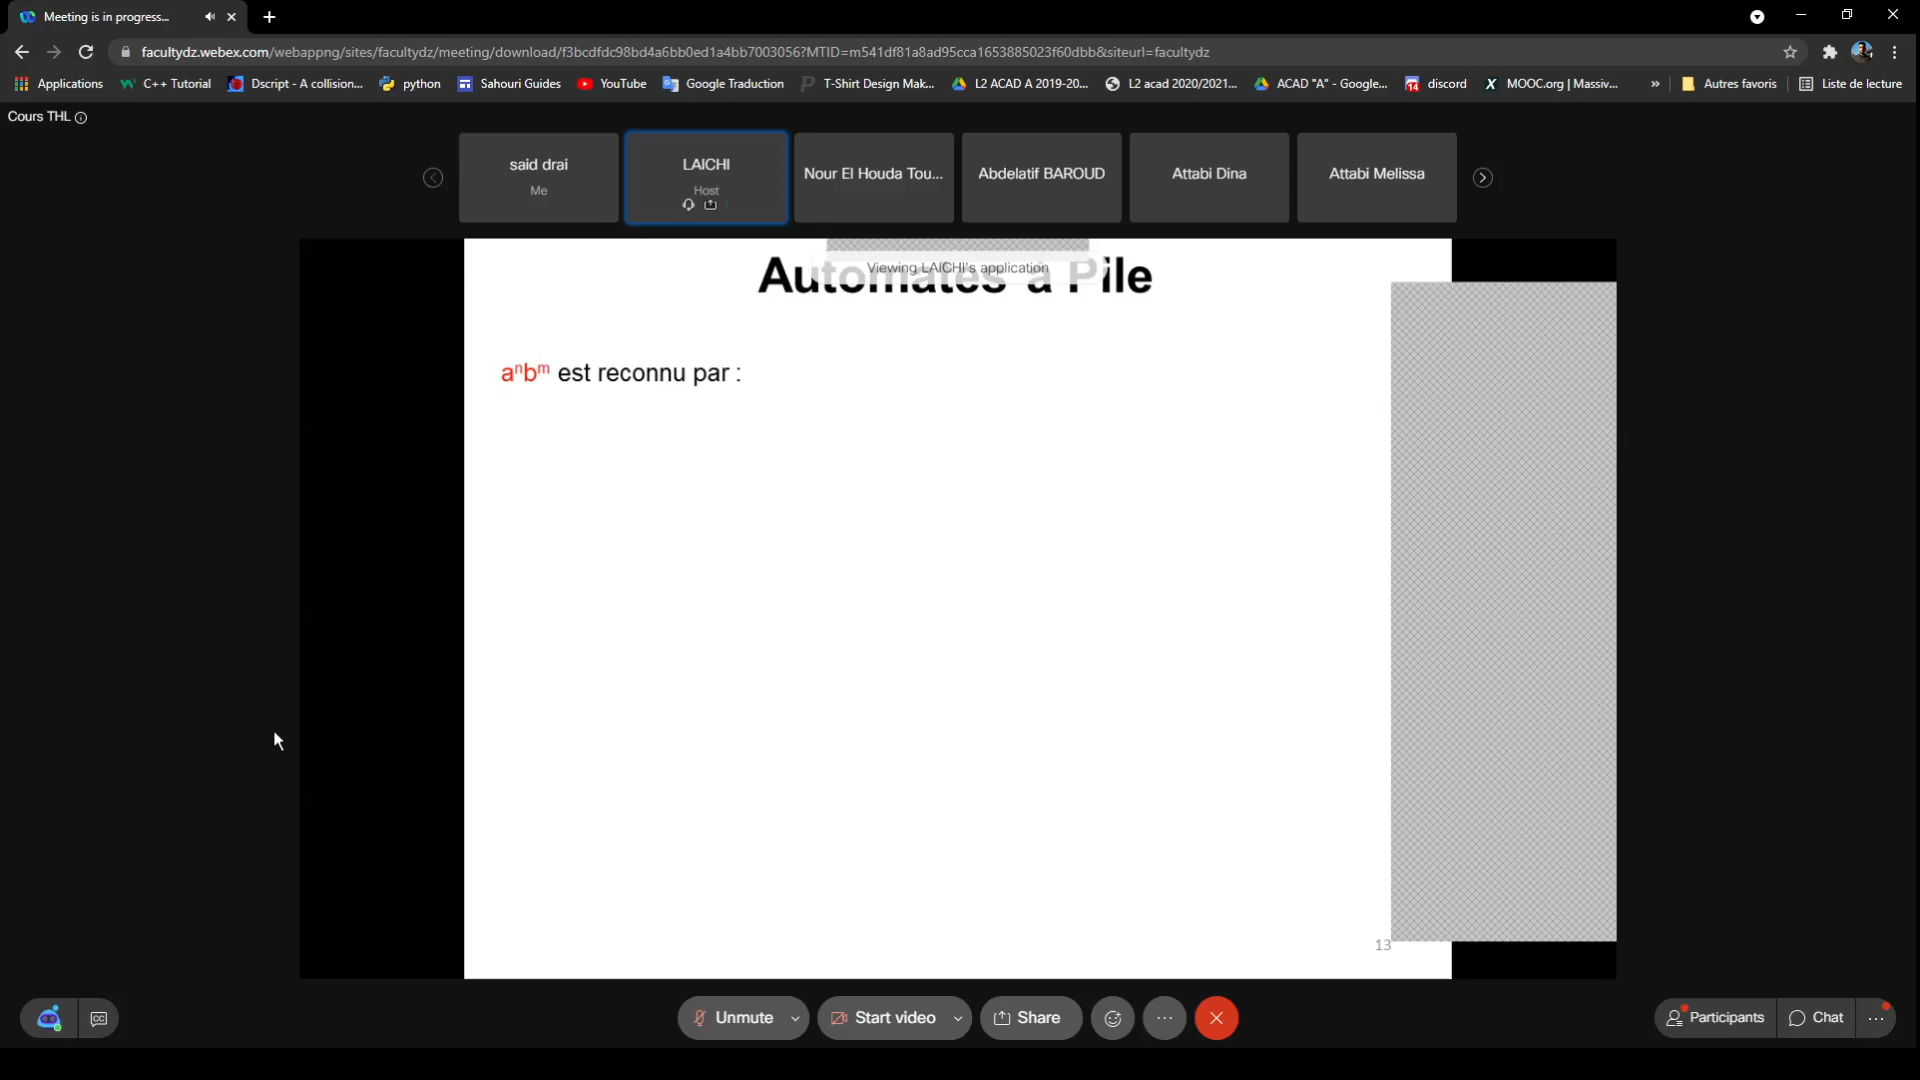 Meeting is in progress...
facultydz.webex.com/webappng/sites/facultydz/meeting/download/f3bcdfdc98bd4a6bb0ed1a4bb7003056?MTID=m541df81a8ad95cca1653885023f60dbb&siteurl=facultydz
Applications C++ Tutorial Dscript - A collision... python Sahouri Guides YouTube Google Traduction T-Shirt Design Mak... L2 ACAD A 2019-20... L2 acad 2020/2021... ACAD "A" - Google... 14 discord X MOOC.org | Massiv... » Autres favoris Liste de lecture
Cours THL
said drai
Me
LAICHI
Host
Nour El Houda Tou...
Abdelatif BAROUD
Attabi Dina
Attabi Melissa
Viewing LAICHI's application
Automates à Pile
aⁿbᵐ est reconnu par :
13
CC
Unmute
Start video
Share
Participants
Chat